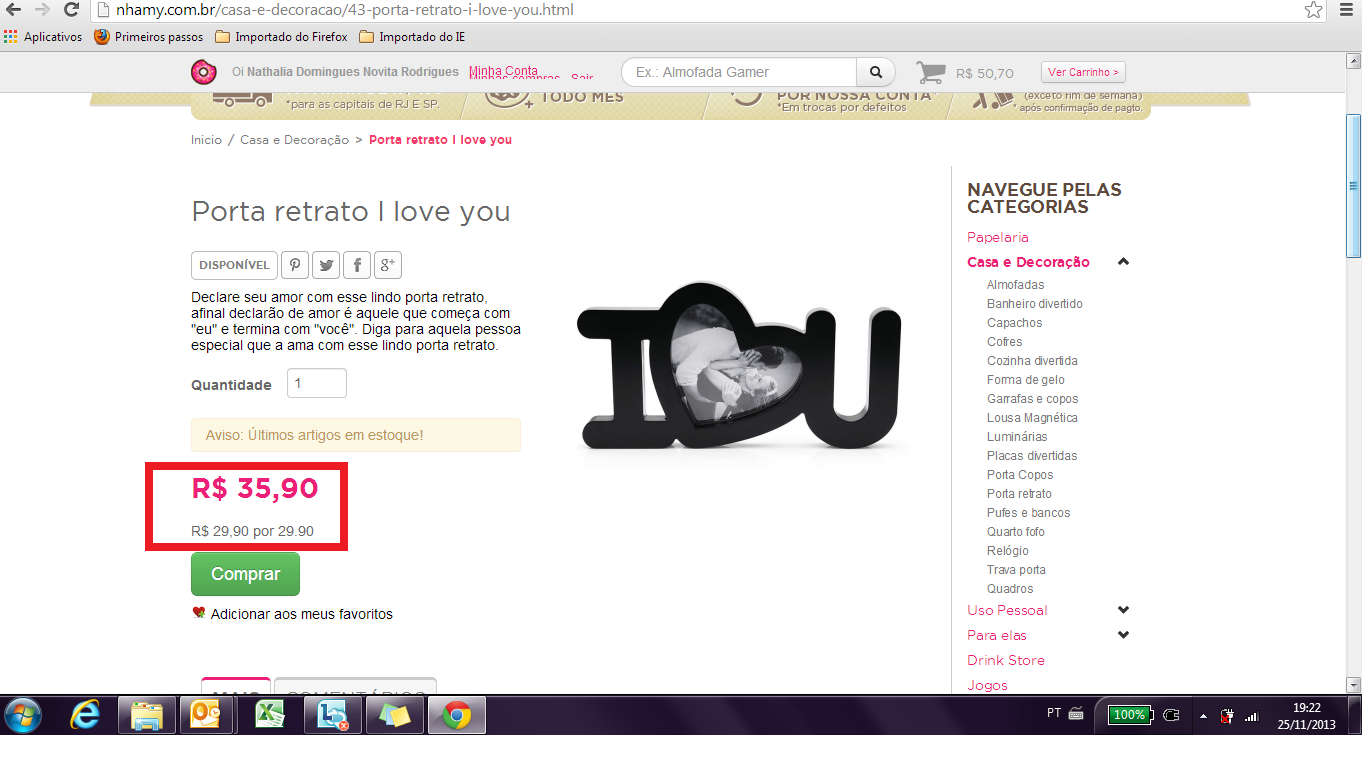 nhamy.com.br/casa-e-decoracao/43-porta-retrato-i-love-you.html
Aplicativos Primeiros passos Importado do Firefox Importado do IE
Oi Nathalia Domingues Novita Rodrigues Minha Conta Ex.: Almofada Gamer R$ 50,70 Ver Carrinho >
Minhas compras Sair
*para as capitais de RJ E SP. TODO MÊS POR NOSSA CONTA (exceto fim de semana)
*Em trocas por defeitos * após confirmação de pagto.
Inicio / Casa e Decoração > Porta retrato I love you
Porta retrato I love you
DISPONÍVEL
Declare seu amor com esse lindo porta retrato,
afinal declarão de amor é aquele que começa com
"eu" e termina com "você". Diga para aquela pessoa
especial que a ama com esse lindo porta retrato.
Quantidade 1
Aviso: Últimos artigos em estoque!
R$ 35,90
R$ 29,90 por 29.90
Comprar
Adicionar aos meus favoritos
MAIS COMENTÁRIOS
I U
NAVEGUE PELAS
CATEGORIAS
Papelaria
Casa e Decoração
Almofadas
Banheiro divertido
Capachos
Cofres
Cozinha divertida
Forma de gelo
Garrafas e copos
Lousa Magnética
Luminárias
Placas divertidas
Porta Copos
Porta retrato
Pufes e bancos
Quarto fofo
Relógio
Trava porta
Quadros
Uso Pessoal
Para elas
Drink Store
Jogos
PT 100% 19:22
25/11/2013